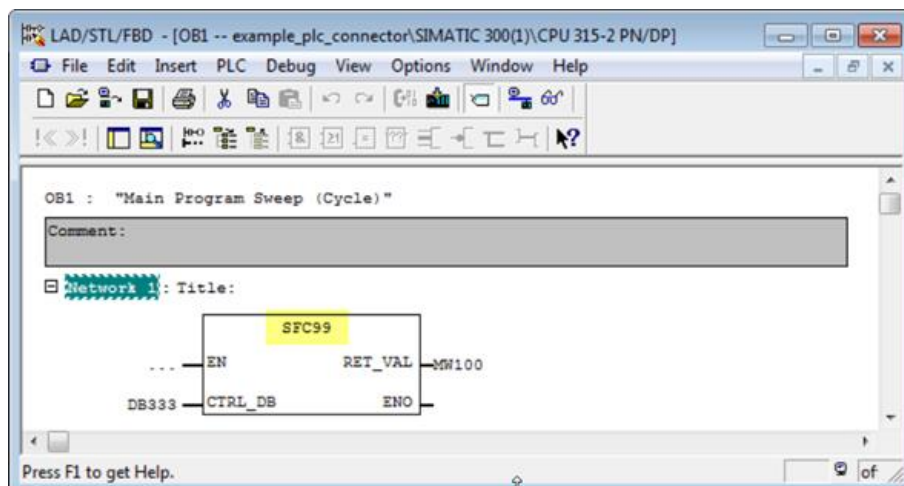 LAD/STL/FBD - [OB1 -- example_plc_connector\SIMATIC 300(1)\CPU 315-2 PN/DP]
File Edit Insert PLC Debug View Options Window Help
OB1 : "Main Program Sweep (Cycle)"
Comment:
Network 1: Title:
SFC99
... EN RET_VAL MW100
DB333 CTRL_DB ENO
Press F1 to get Help. of